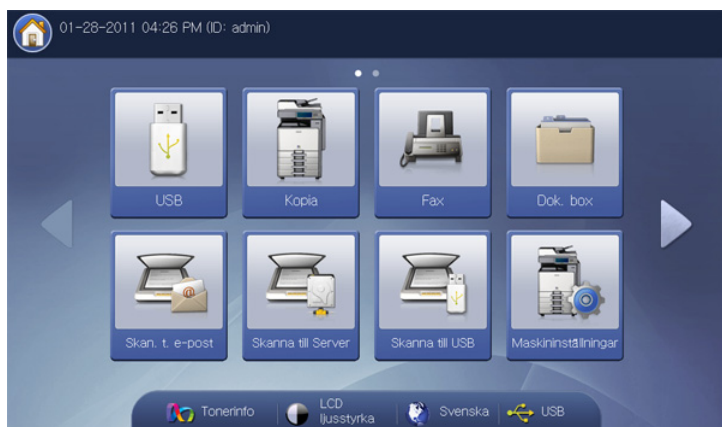 01-28-2011 04:26 PM (ID: admin)
USB
Kopia
Fax
Dok. box
Skan. t. e-post
Skanna till Server
Skanna till USB
Maskininställningar
Tonerinfo
LCD
ljusstyrka
Svenska
USB